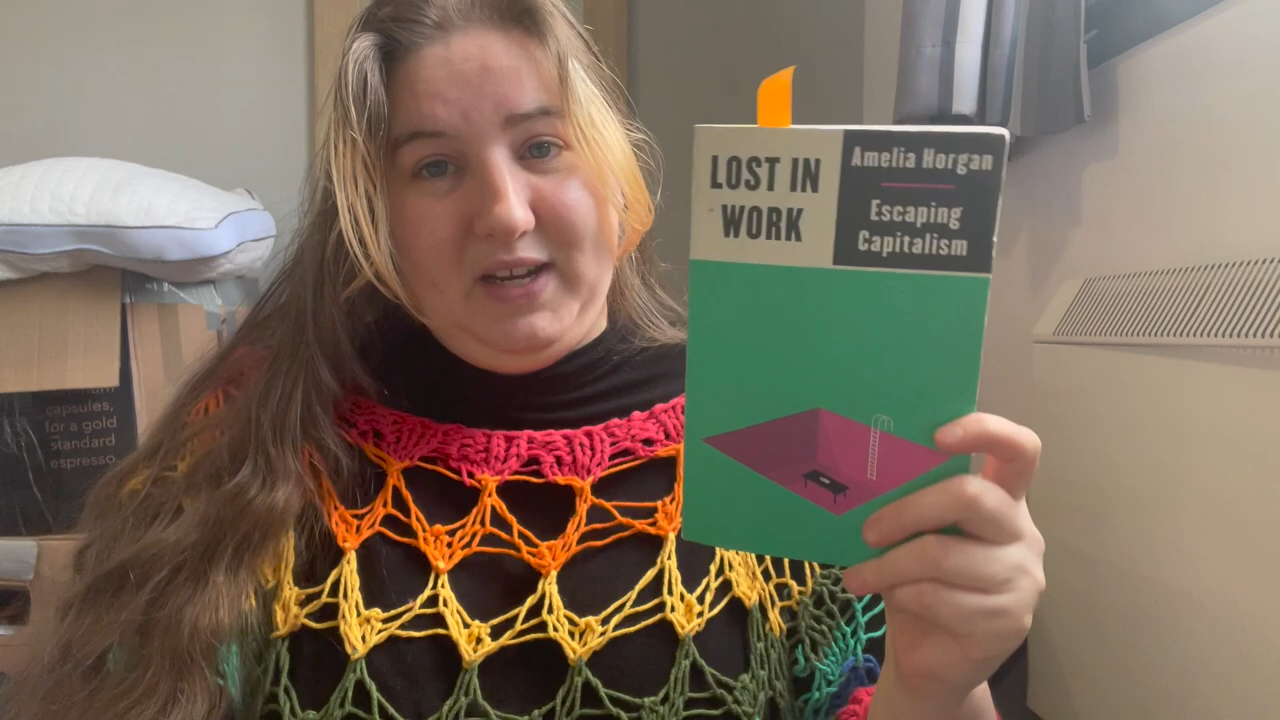 LOST IN
WORK
Amelia Horgan
Escaping
Capitalism
capsules,
for a gold
standard
espresso.